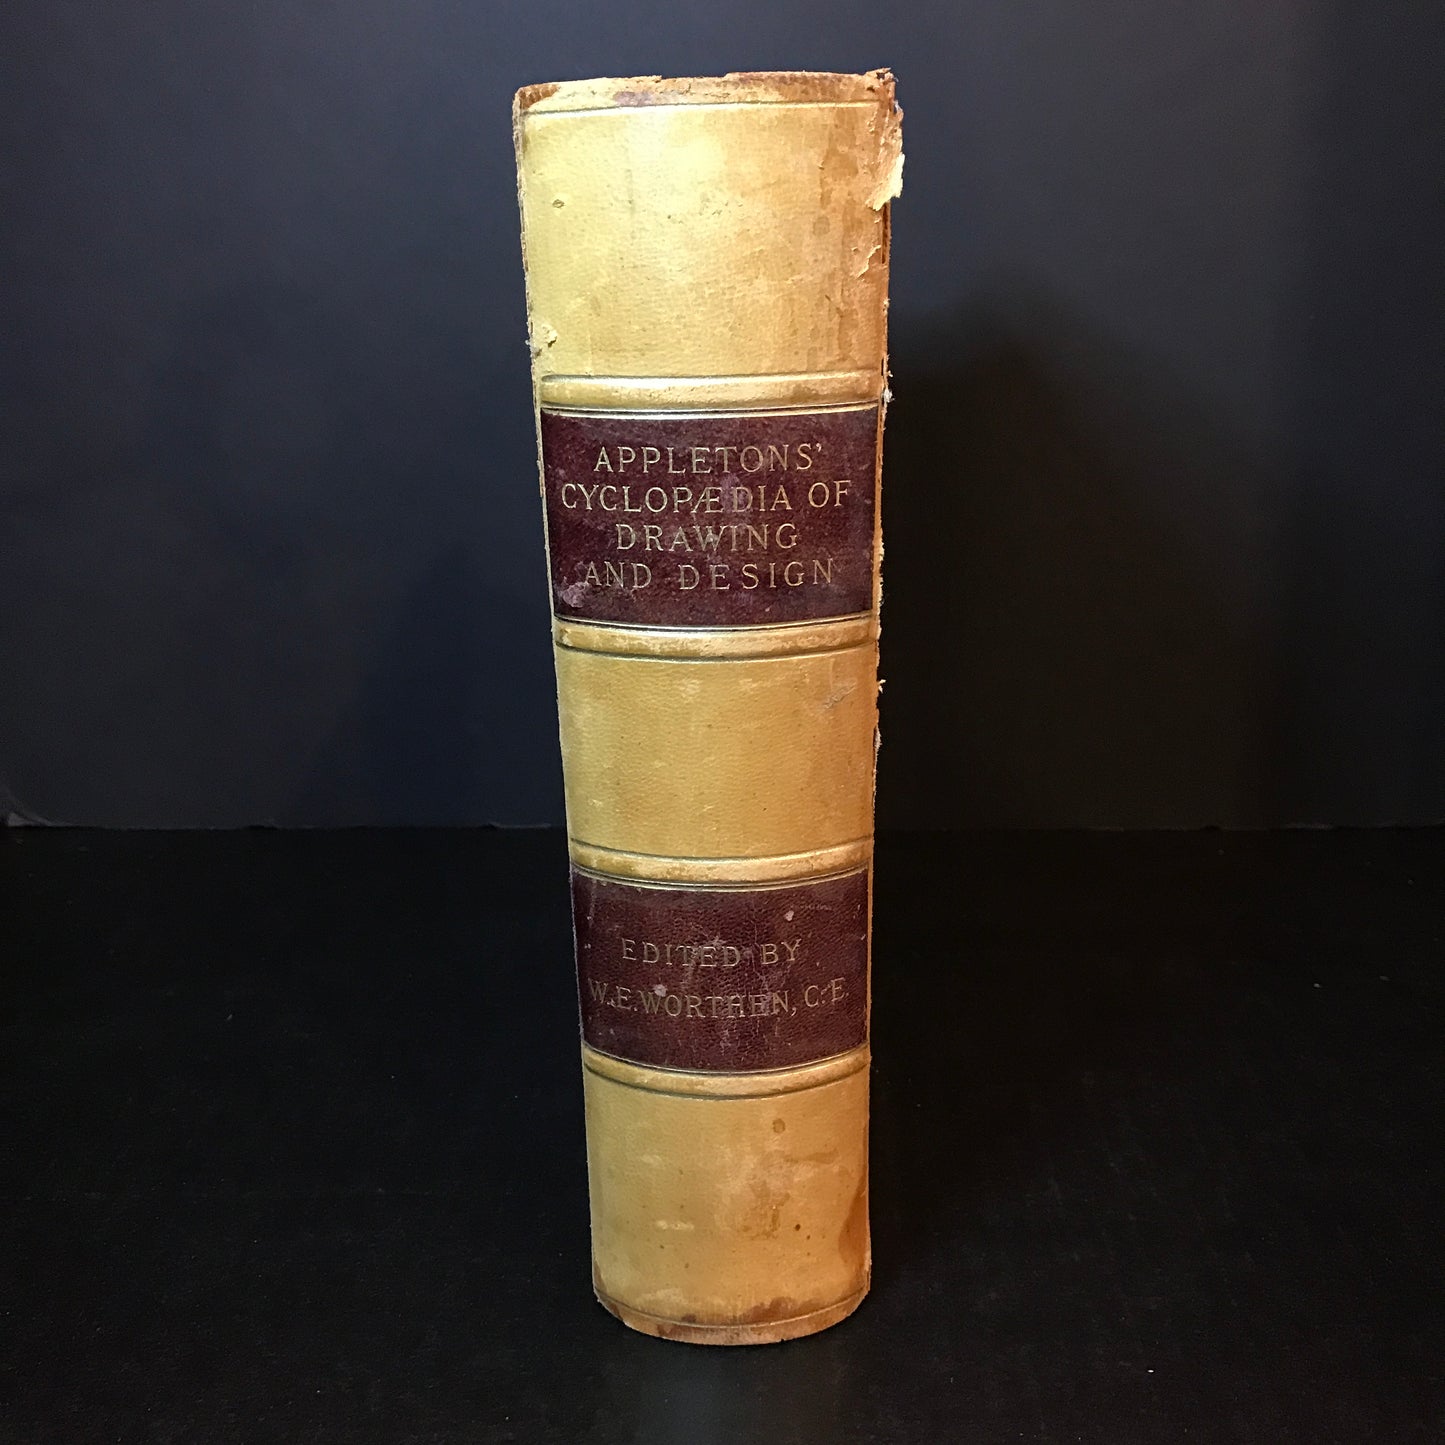 APPLETONS'
CYCLOPÆDIA OF
DRAWING
AND DESIGN
EDITED BY
W. E. WORTHEN, C. E.